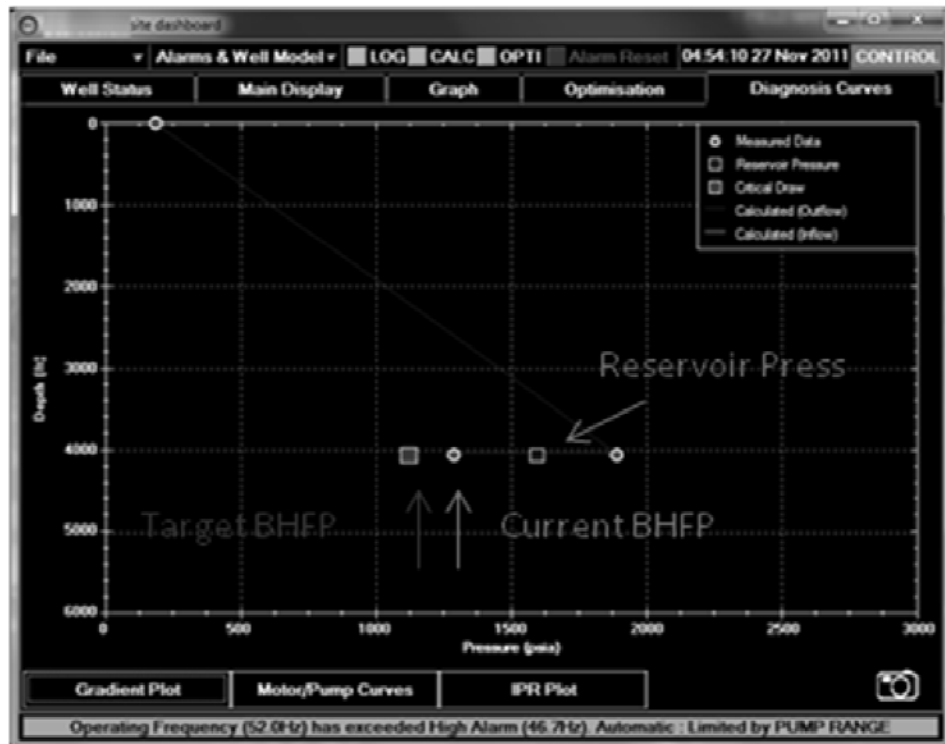 site dashboard
File Alarms & Well Model LOG CALC OPTI Alarm Reset 04:54:10 27 Nov 2011 CONTROL
Well Status Main Display Graph Optimisation Diagnosis Curves
Measured Data
Reservoir Pressure
Critical Draw
Calculated (Outflow)
Calculated (Inflow)
0
1000
2000
3000
4000
5000
6000
Depth (ft)
Reservoir Press
Target BHFP
Current BHFP
0 500 1000 1500 2000 2500 3000
Pressure (psia)
Gradient Plot Motor/Pump Curves IPR Plot
Operating Frequency (52.0Hz) has exceeded High Alarm (46.7Hz). Automatic : Limited by PUMP RANGE